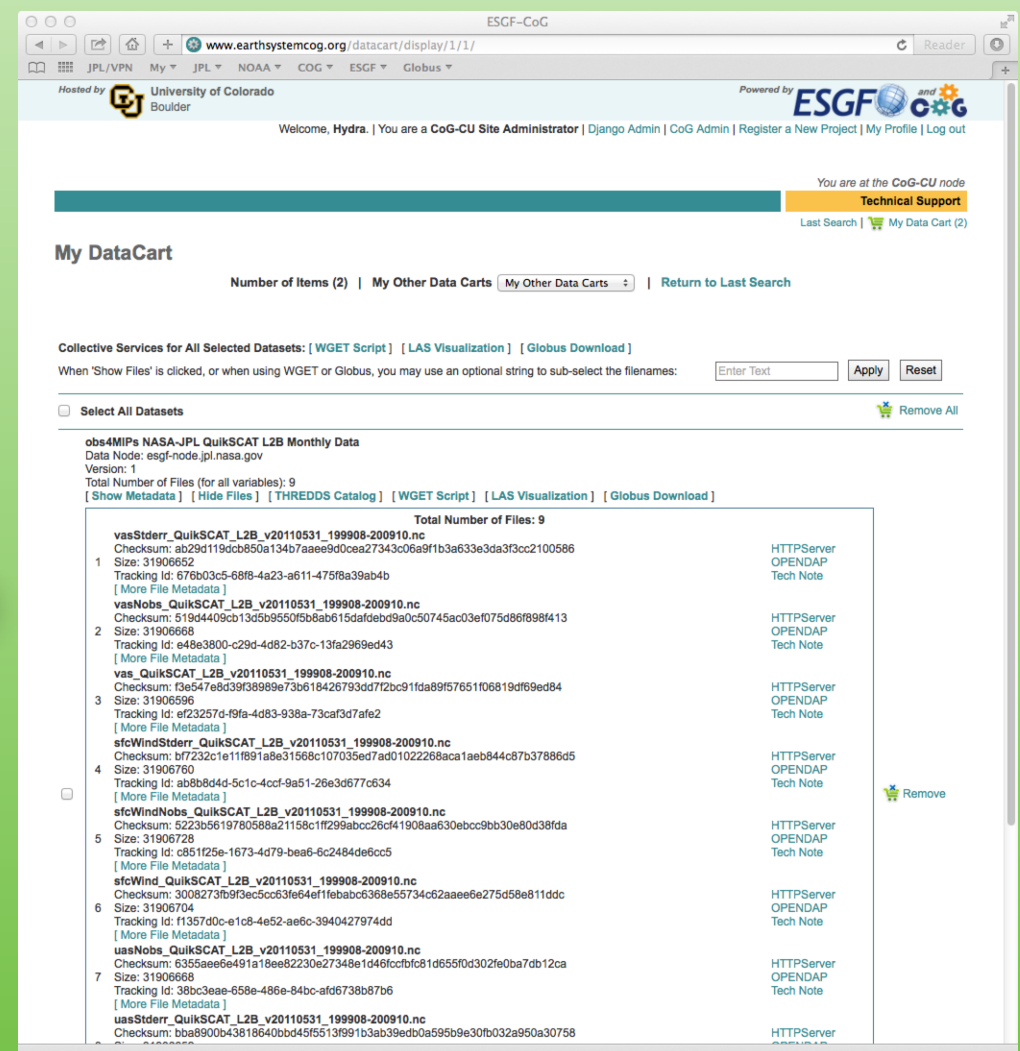 ESGF-CoG
www.earthsystemcog.org/datacart/display/1/1/
Reader
JPL/VPN My JPL NOAA COG ESGF Globus
Hosted by
University of Colorado
Boulder
Powered by
ESGF and CoG
Welcome, Hydra. | You are a CoG-CU Site Administrator | Django Admin | CoG Admin | Register a New Project | My Profile | Log out
You are at the CoG-CU node
Technical Support
Last Search | My Data Cart (2)
My DataCart
Number of Items (2) | My Other Data Carts My Other Data Carts | Return to Last Search
Collective Services for All Selected Datasets: [ WGET Script ] [ LAS Visualization ] [ Globus Download ]
When 'Show Files' is clicked, or when using WGET or Globus, you may use an optional string to sub-select the filenames: Enter Text Apply Reset
Select All Datasets Remove All
obs4MIPs NASA-JPL QuikSCAT L2B Monthly Data
Data Node: esgf-node.jpl.nasa.gov
Version: 1
Total Number of Files (for all variables): 9
[ Show Metadata ] [ Hide Files ] [ THREDDS Catalog ] [ WGET Script ] [ LAS Visualization ] [ Globus Download ]
Total Number of Files: 9
vasStderr_QuikSCAT_L2B_v20110531_199908-200910.nc
Checksum: ab29d119dcb850a134b7aaee9d0cea27343c06a9f1b3a633e3da3f3cc2100586 HTTPServer
1 Size: 31906652 OPENDAP
Tracking Id: 676b03c5-68f8-4a23-a611-475f8a39ab4b Tech Note
[ More File Metadata ]
vasNobs_QuikSCAT_L2B_v20110531_199908-200910.nc
Checksum: 519d4409cb13d5b9550f5b8ab615dafdebd9a0c50745ac03ef075d86f898f413 HTTPServer
2 Size: 31906668 OPENDAP
Tracking Id: e48e3800-c29d-4d82-b37c-13fa2969ed43 Tech Note
[ More File Metadata ]
vas_QuikSCAT_L2B_v20110531_199908-200910.nc
Checksum: f3e547e8d39f38989e73b618426793dd7f2bc91fda89f57651f06819df69ed84 HTTPServer
3 Size: 31906596 OPENDAP
Tracking Id: ef23257d-f9fa-4d83-938a-73caf3d7afe2 Tech Note
[ More File Metadata ]
sfcWindStderr_QuikSCAT_L2B_v20110531_199908-200910.nc
Checksum: bf7232c1e11f891a8e31568c107035ed7ad01022268aca1aeb844c87b37886d5 HTTPServer
4 Size: 31906760 OPENDAP
Tracking Id: ab8b8d4d-5c1c-4ccf-9a51-26e3d677c634 Tech Note
[ More File Metadata ] Remove
sfcWindNobs_QuikSCAT_L2B_v20110531_199908-200910.nc
Checksum: 5223b5619780588a21158c1ff299abcc26cf41908aa630ebcc9bb30e80d38fda HTTPServer
5 Size: 31906728 OPENDAP
Tracking Id: c851f25e-1673-4d79-bea6-6c2484de6cc5 Tech Note
[ More File Metadata ]
sfcWind_QuikSCAT_L2B_v20110531_199908-200910.nc
Checksum: 3008273fb9f3ec5cc63fe64ef1febabc6368e55734c62aaee6e275d58e811ddc HTTPServer
6 Size: 31906704 OPENDAP
Tracking Id: f1357d0c-e1c8-4e52-ae6c-3940427974dd Tech Note
[ More File Metadata ]
uasNobs_QuikSCAT_L2B_v20110531_199908-200910.nc
Checksum: 6355aee6e491a18ee82230e27348e1d46fccfbfc81d655f0d302fe0ba7db12ca HTTPServer
7 Size: 31906668 OPENDAP
Tracking Id: 38bc3eae-658e-486e-84bc-afd6738b87b6 Tech Note
[ More File Metadata ]
uasStderr_QuikSCAT_L2B_v20110531_199908-200910.nc
Checksum: bba8900b43818640bbd45f5513f991b3ab39edb0a595b9e30fb032a950a30758 HTTPServer